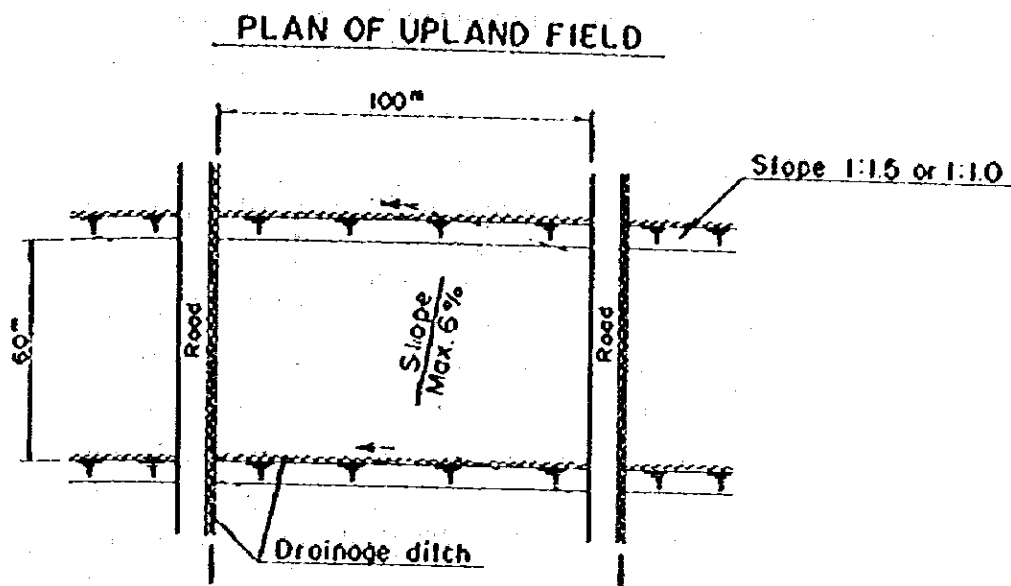 PLAN OF UPLAND FIELD
100m
Slope 1:1.5 or 1:1.0
60m
Road
Slope
Max. 6%
Road
Drainage ditch